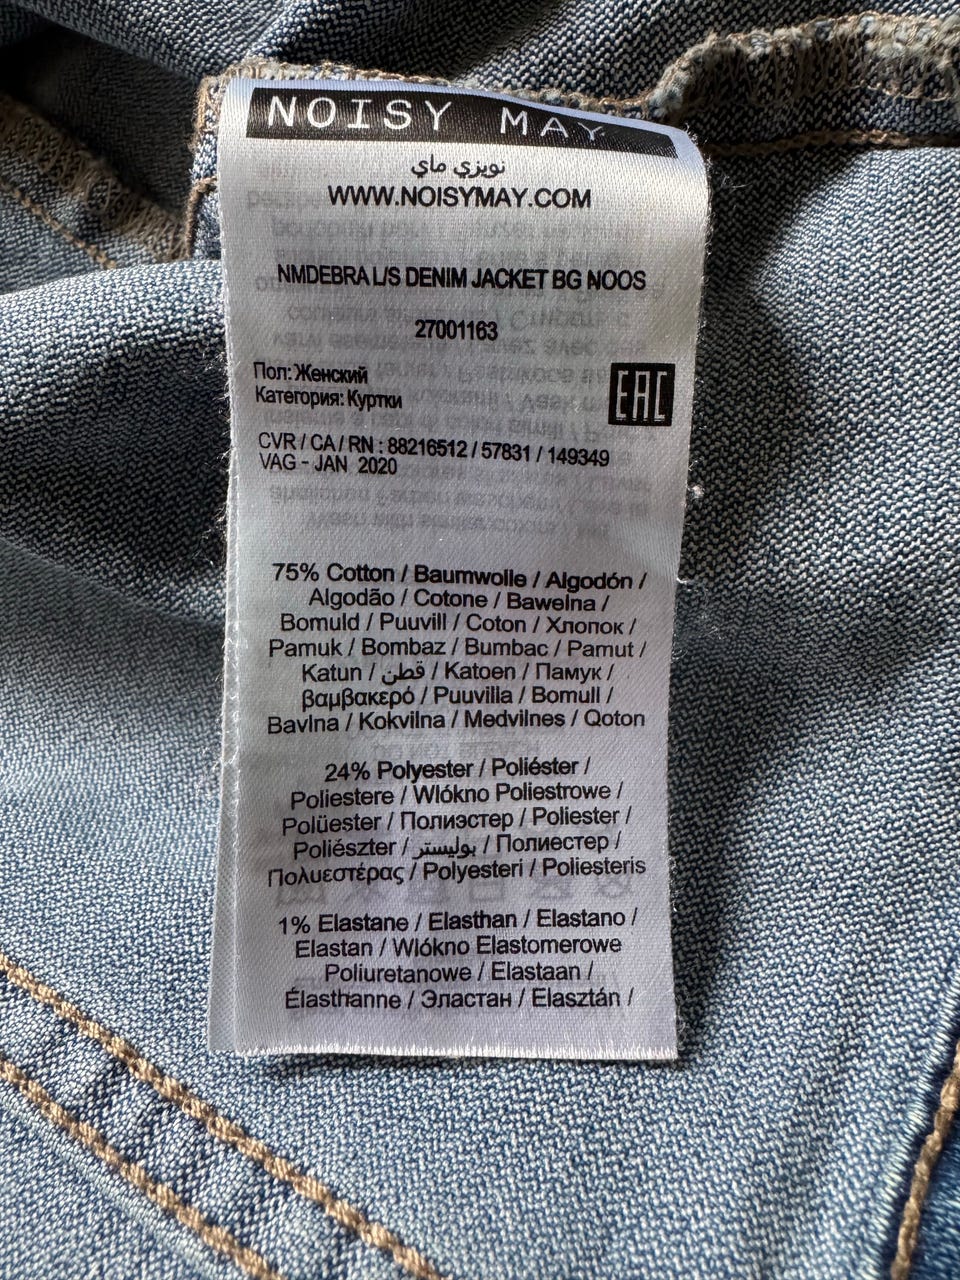 NOISY MAY
نويزي ماي
WWW.NOISYMAY.COM
NMDEBRA L/S DENIM JACKET BG NOOS
27001163
Пол: Женский
Категория: Куртки
EAC
CVR / CA / RN : 88216512 / 57831 / 149349
VAG - JAN 2020
75% Cotton / Baumwolle / Algodón /
Algodão / Cotone / Bawełna /
Bomuld / Puuvill / Coton / Хлопок /
Pamuk / Bombaz / Bumbac / Pamut /
Katun / قطن / Katoen / Памук /
βαμβακερό / Puuvilla / Bomull /
Bavlna / Kokvilna / Medvilnes / Qoton
24% Polyester / Poliéster /
Poliestere / Włókno Poliestrowe /
Polüester / Полиэстер / Poliester /
Poliészter / بوليستر / Полиестер /
Πολυεστέρας / Polyesteri / Poliesteris
1% Elastane / Elasthan / Elastano /
Elastan / Włókno Elastomerowe
Poliuretanowe / Elastaan /
Élasthanne / Эластан / Elasztán /